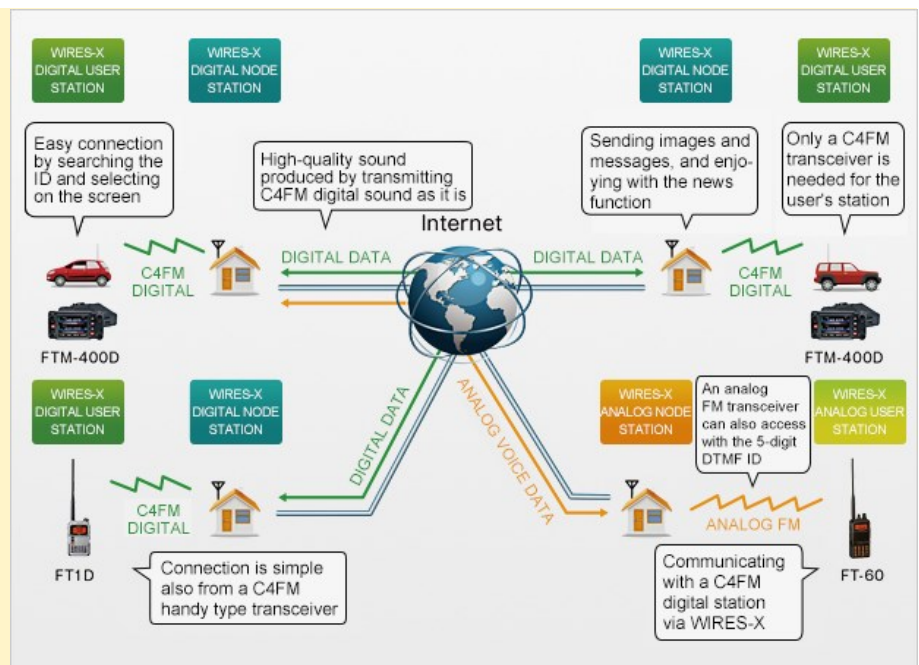 WIRES-X
DIGITAL USER
STATION
WIRES-X
DIGITAL NODE
STATION
WIRES-X
DIGITAL NODE
STATION
WIRES-X
DIGITAL USER
STATION
Easy connection
by searching the
ID and selecting
on the screen
High-quality sound
produced by transmitting
C4FM digital sound as it is
Sending images and
messages, and enjo-
ying with the news
function
Only a C4FM
transceiver is
needed for the
user's station
Internet
C4FM
DIGITAL
DIGITAL DATA
DIGITAL DATA
C4FM
DIGITAL
FTM-400D
FTM-400D
WIRES-X
DIGITAL USER
STATION
WIRES-X
DIGITAL NODE
STATION
DIGITAL DATA
ANALOG VOICE DATA
WIRES-X
ANALOG NODE
STATION
An analog
FM transceiver
can also access
with the 5-digit
DTMF ID
WIRES-X
ANALOG USER
STATION
C4FM
DIGITAL
ANALOG FM
FT1D
Connection is simple
also from a C4FM
handy type transceiver
Communicating
with a C4FM
digital station
via WIRES-X
FT-60